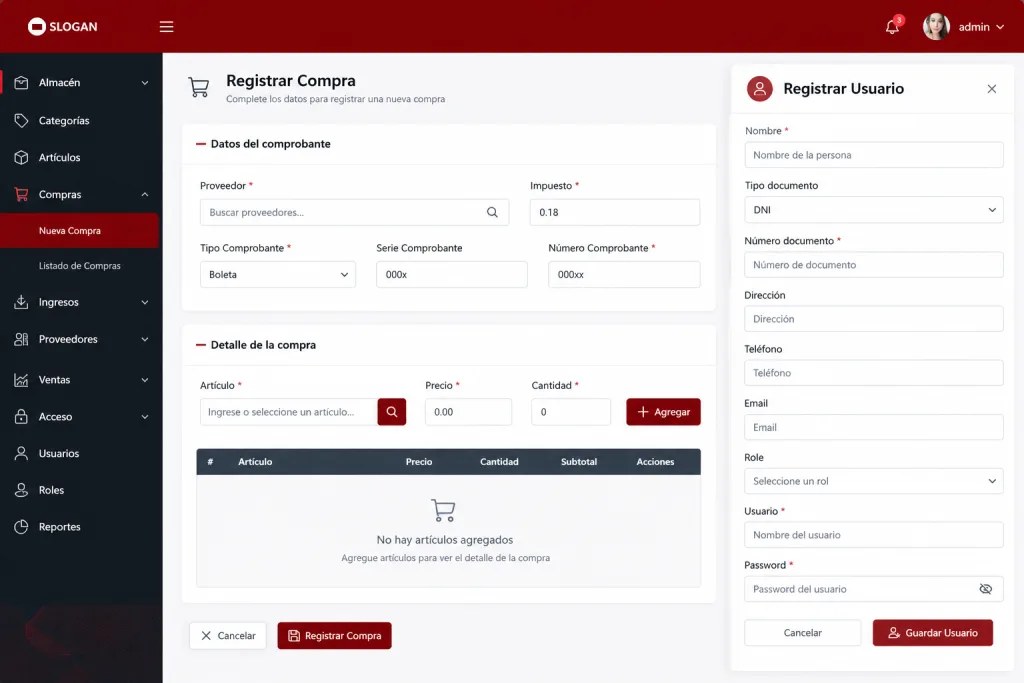 SLOGAN
3
admin
Almacén
Categorías
Artículos
Compras
Nueva Compra
Listado de Compras
Ingresos
Proveedores
Ventas
Acceso
Usuarios
Roles
Reportes
Registrar Compra
Complete los datos para registrar una nueva compra
Datos del comprobante
Proveedor *
Impuesto *
Buscar proveedores...
0.18
Tipo Comprobante *
Serie Comprobante
Número Comprobante *
Boleta
000x
000xx
Detalle de la compra
Artículo *
Precio *
Cantidad *
Ingrese o seleccione un artículo...
0.00
0
Agregar
# Artículo Precio Cantidad Subtotal Acciones
No hay artículos agregados
Agregue artículos para ver el detalle de la compra
Cancelar
Registrar Compra
Registrar Usuario
Nombre *
Nombre de la persona
Tipo documento
DNI
Número documento *
Número de documento
Dirección
Dirección
Teléfono
Teléfono
Email
Email
Role
Seleccione un rol
Usuario *
Nombre del usuario
Password *
Password del usuario
Cancelar
Guardar Usuario